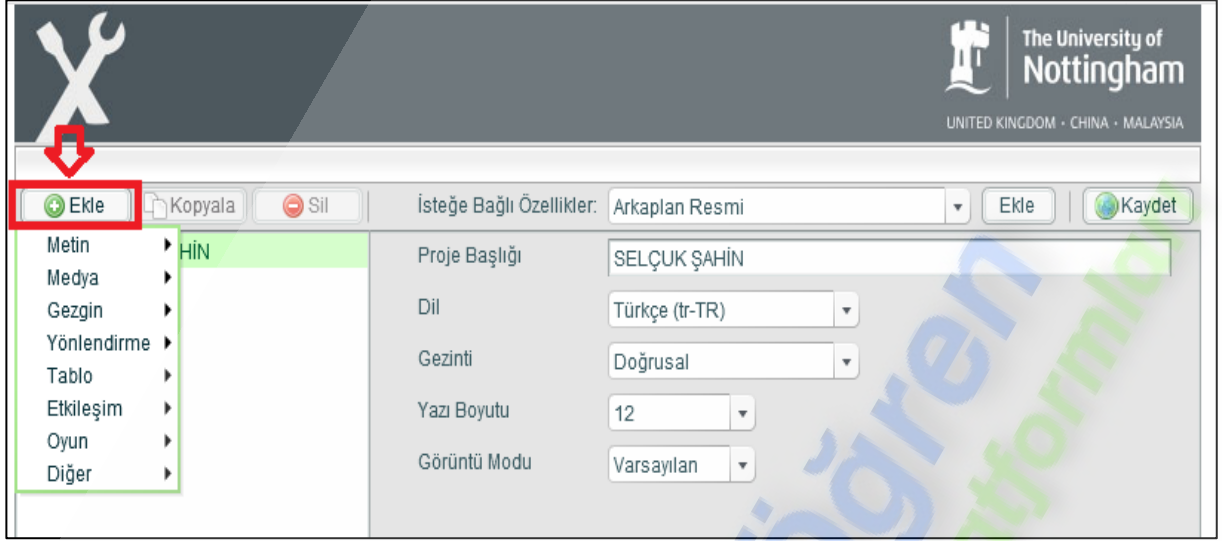 The University of
Nottingham
UNITED KINGDOM · CHINA · MALAYSIA
Ekle Kopyala Sil İsteğe Bağlı Özellikler: Arkaplan Resmi Ekle Kaydet
Metin HİN Proje Başlığı SELÇUK ŞAHİN
Medya
Gezgin Dil Türkçe (tr-TR)
Yönlendirme
Tablo Gezinti Doğrusal
Etkileşim Yazı Boyutu 12
Oyun
Diğer Görüntü Modu Varsayılan
öğren